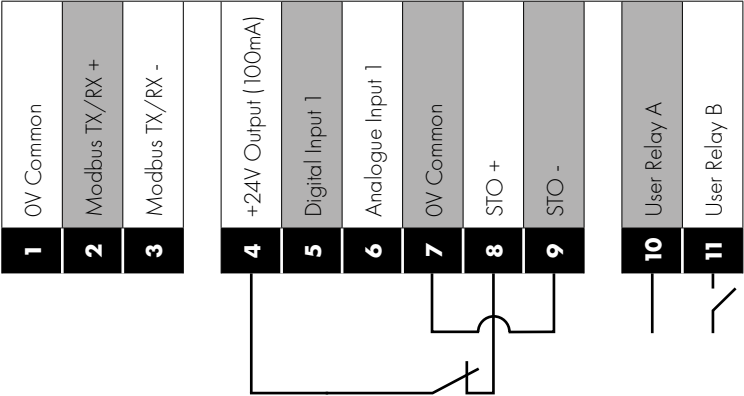 0V Common
Modbus TX/RX +
Modbus TX/RX -
+24V Output (100mA)
Digital Input 1
Analogue Input 1
0V Common
STO +
STO -
User Relay A
User Relay B
1
2
3
4
5
6
7
8
9
10
11